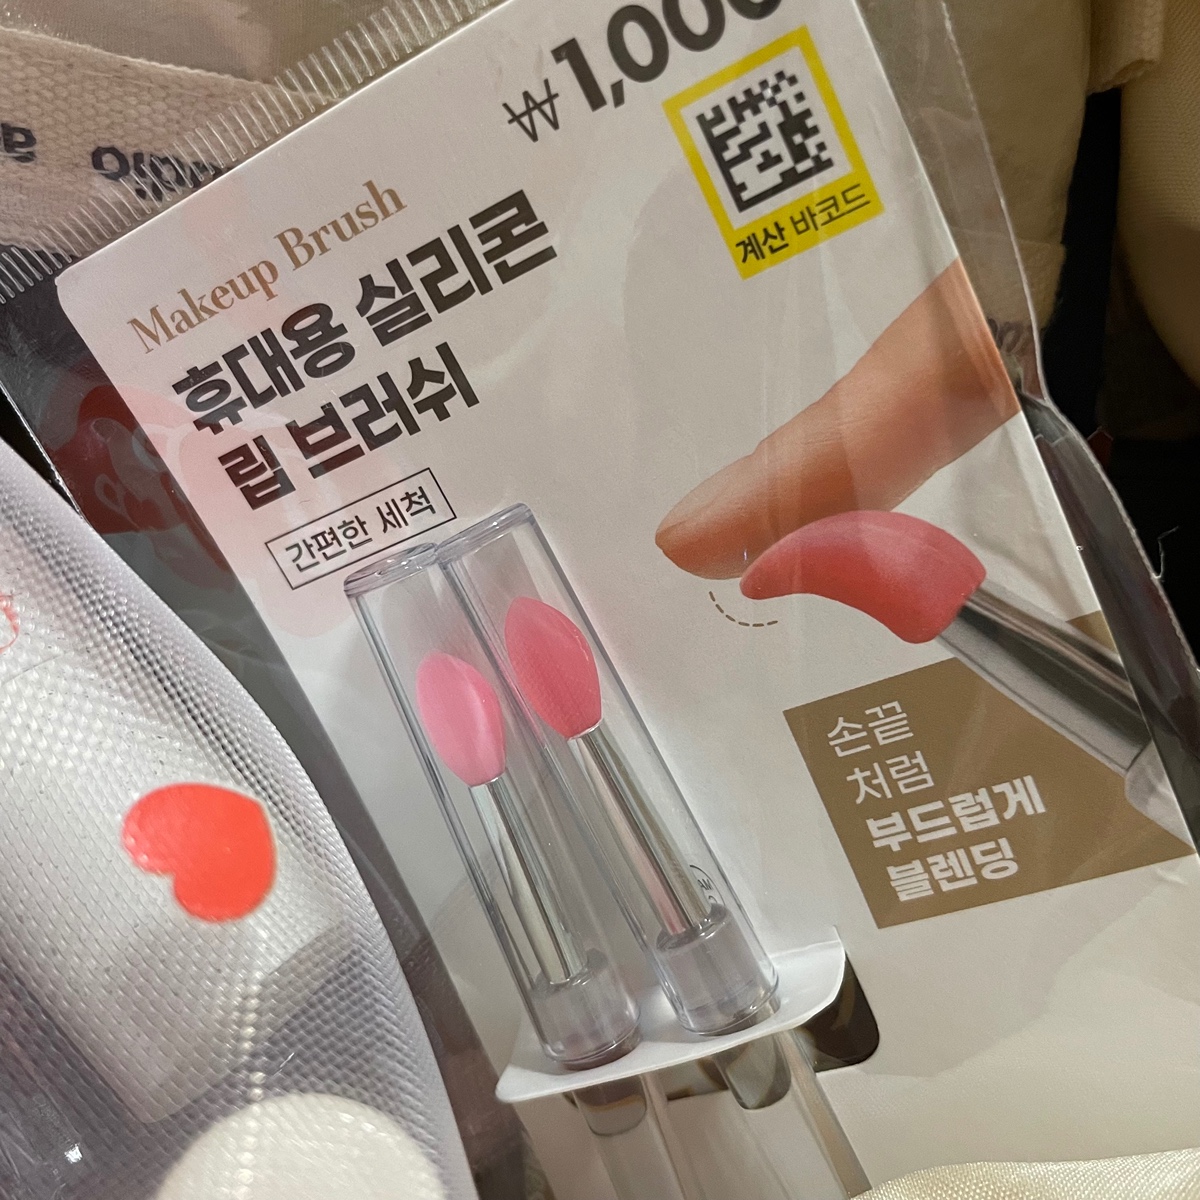 ₩1,000
계산 바코드
Makeup Brush
휴대용 실리콘
립 브러쉬
간편한 세척
손끝
처럼
부드럽게
블렌딩